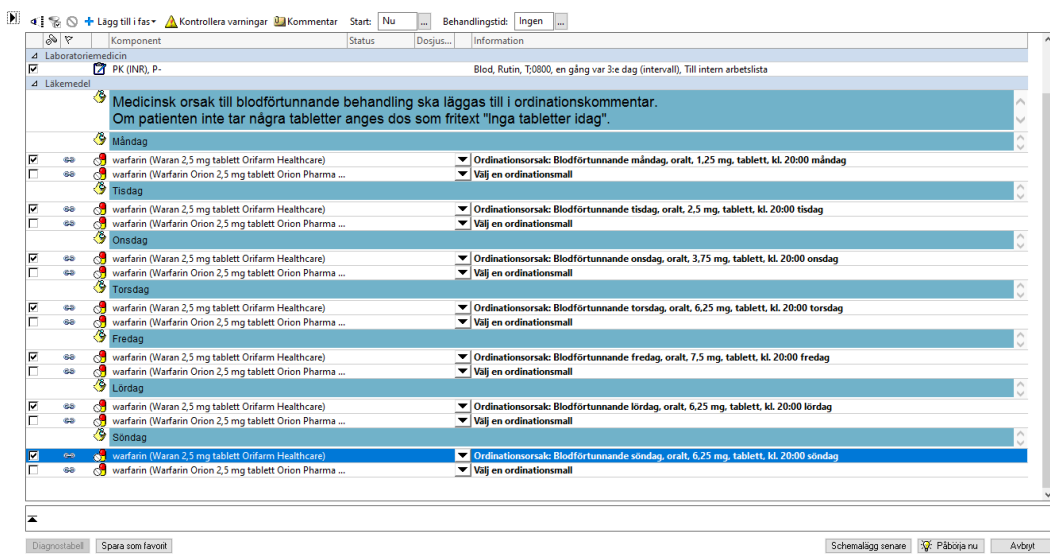 Lägg till i fas Kontrollera varningar Kommentar Start: Nu ... Behandlingstid: Ingen ...
Komponent Status Dosjus... Information
Laboratoriemedicin
PK (INR), P- Blod, Rutin, T;0800, en gång var 3:e dag (intervall), Till intern arbetslista
Läkemedel
Medicinsk orsak till blodförtunnande behandling ska läggas till i ordinationskommentar.
Om patienten inte tar några tabletter anges dos som fritext "Inga tabletter idag".
Måndag
warfarin (Waran 2,5 mg tablett Orifarm Healthcare) Ordinationsorsak: Blodförtunnande måndag, oralt, 1,25 mg, tablett, kl. 20:00 måndag
warfarin (Warfarin Orion 2,5 mg tablett Orion Pharma ... Välj en ordinationsmall
Tisdag
warfarin (Waran 2,5 mg tablett Orifarm Healthcare) Ordinationsorsak: Blodförtunnande tisdag, oralt, 2,5 mg, tablett, kl. 20:00 tisdag
warfarin (Warfarin Orion 2,5 mg tablett Orion Pharma ... Välj en ordinationsmall
Onsdag
warfarin (Waran 2,5 mg tablett Orifarm Healthcare) Ordinationsorsak: Blodförtunnande onsdag, oralt, 3,75 mg, tablett, kl. 20:00 onsdag
warfarin (Warfarin Orion 2,5 mg tablett Orion Pharma ... Välj en ordinationsmall
Torsdag
warfarin (Waran 2,5 mg tablett Orifarm Healthcare) Ordinationsorsak: Blodförtunnande torsdag, oralt, 6,25 mg, tablett, kl. 20:00 torsdag
warfarin (Warfarin Orion 2,5 mg tablett Orion Pharma ... Välj en ordinationsmall
Fredag
warfarin (Waran 2,5 mg tablett Orifarm Healthcare) Ordinationsorsak: Blodförtunnande fredag, oralt, 7,5 mg, tablett, kl. 20:00 fredag
warfarin (Warfarin Orion 2,5 mg tablett Orion Pharma ... Välj en ordinationsmall
Lördag
warfarin (Waran 2,5 mg tablett Orifarm Healthcare) Ordinationsorsak: Blodförtunnande lördag, oralt, 6,25 mg, tablett, kl. 20:00 lördag
warfarin (Warfarin Orion 2,5 mg tablett Orion Pharma ... Välj en ordinationsmall
Söndag
warfarin (Waran 2,5 mg tablett Orifarm Healthcare) Ordinationsorsak: Blodförtunnande söndag, oralt, 6,25 mg, tablett, kl. 20:00 söndag
warfarin (Warfarin Orion 2,5 mg tablett Orion Pharma ... Välj en ordinationsmall
Diagnostabell Spara som favorit Schemalägg senare Påbörja nu Avbryt